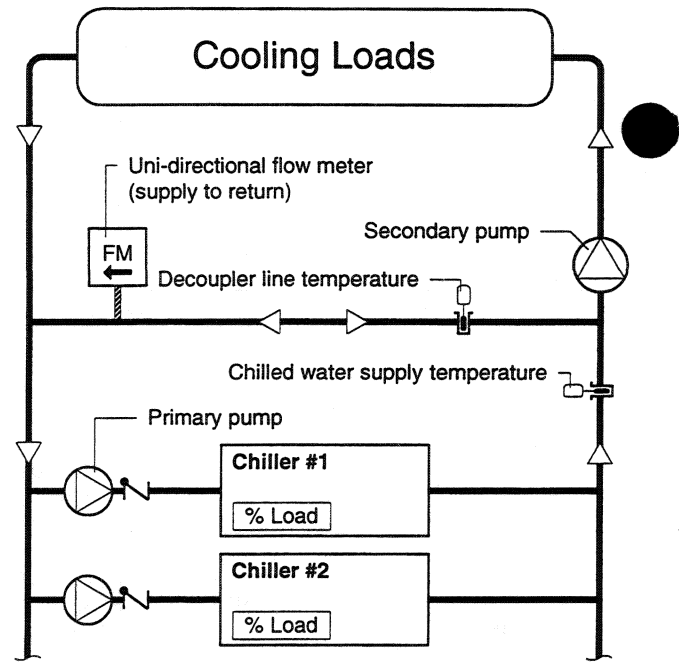 Cooling Loads
Uni-directional flow meter
(supply to return)
FM
Secondary pump
Decoupler line temperature
Chilled water supply temperature
Primary pump
Chiller #1
% Load
Chiller #2
% Load